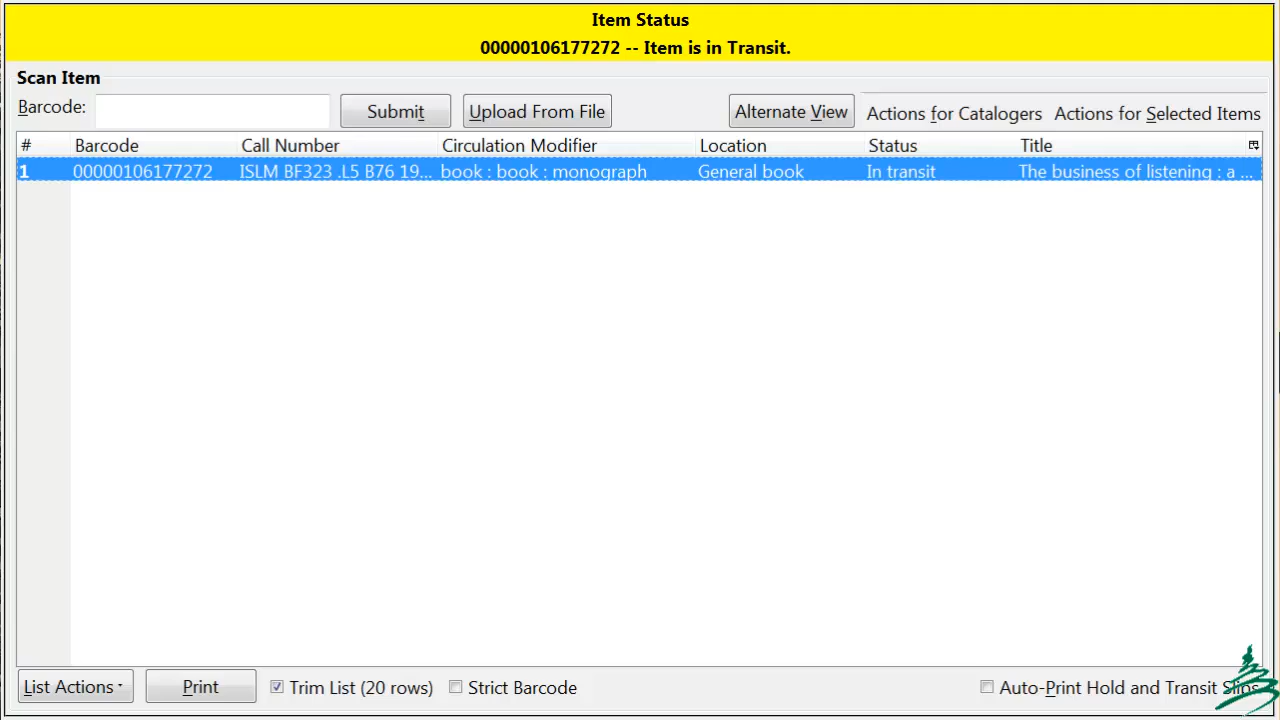 Item Status
00000106177272 -- Item is in Transit.
Scan Item
Barcode: Submit Upload From File Alternate View Actions for Catalogers Actions for Selected Items
# Barcode Call Number Circulation Modifier Location Status Title
1 00000106177272 ISLM BF323 .L5 B76 19... book : book : monograph General book In transit The business of listening : a ...
List Actions Print Trim List (20 rows) Strict Barcode Auto-Print Hold and Transit Slips